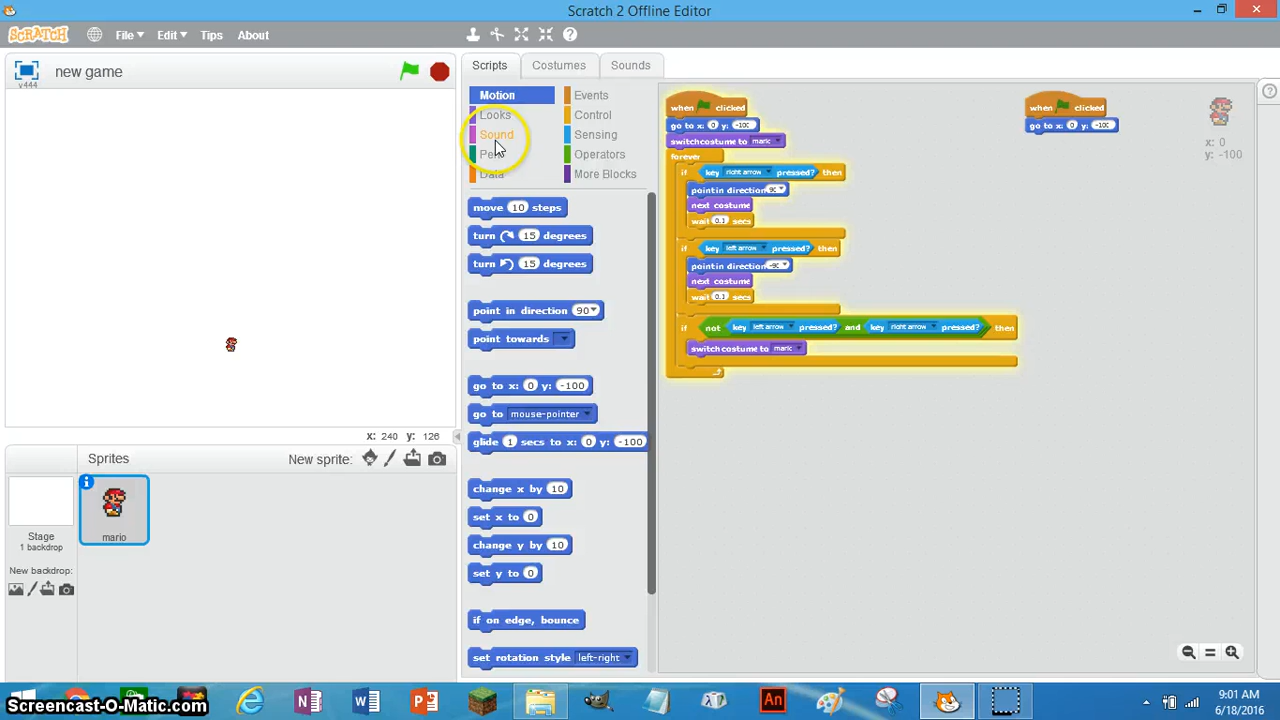 Scratch 2 Offline Editor
SCRATCH
File
Edit
Tips
About
new game
v444
Scripts
Costumes
Sounds
Motion
Looks
Sound
Pen
Data
Events
Control
Sensing
Operators
More Blocks
move 10 steps
turn 15 degrees
turn 15 degrees
point in direction 90
point towards
go to x: 0 y: -100
go to mouse-pointer
glide 1 secs to x: 0 y: -100
change x by 10
set x to 0
change y by 10
set y to 0
if on edge, bounce
set rotation style left-right
when clicked
go to x: 0 y: -100
switch costume to mario
forever
if key right arrow pressed? then
point in direction 90
next costume
wait 0.1 secs
if key left arrow pressed? then
point in direction -90
next costume
wait 0.1 secs
if not key left arrow pressed? and key right arrow pressed? then
switch costume to mario
when clicked
go to x: 0 y: -100
x: 0
y: -100
x: 240 y: 126
Sprites
New sprite:
Stage
1 backdrop
mario
New backdrop:
9:01 AM
6/18/2016
An
Screencast-O-Matic.com